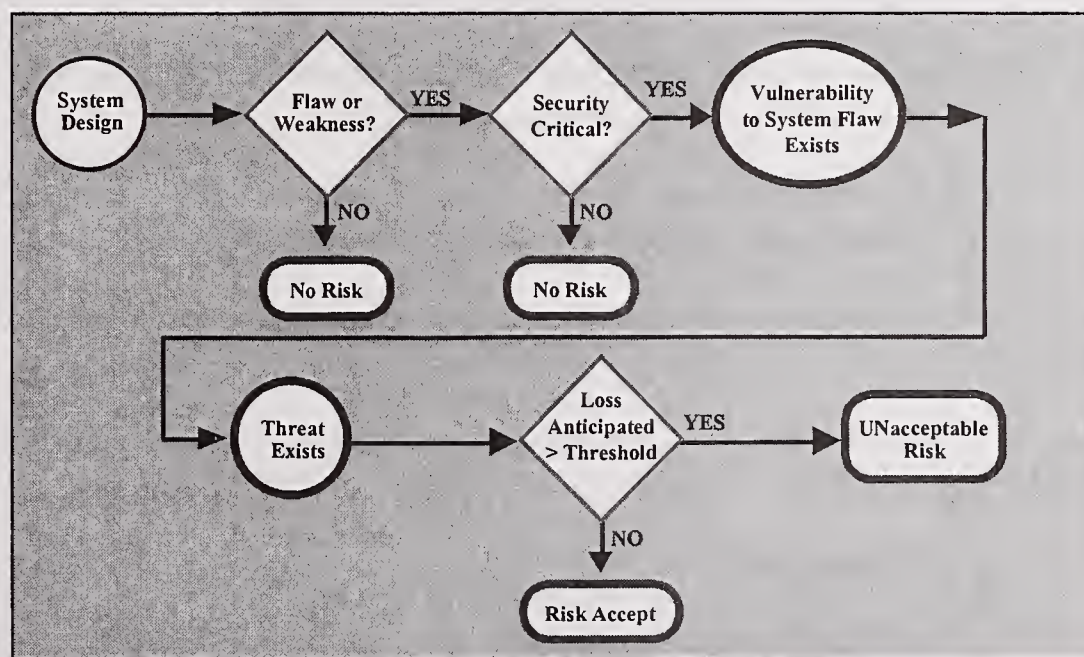 System
Design
Flaw or
Weakness?
YES
Security
Critical?
YES
Vulnerability
to System Flaw
Exists
NO
NO
No Risk
No Risk
Threat
Exists
Loss
Anticipated
> Threshold
YES
UNacceptable
Risk
NO
Risk Accept